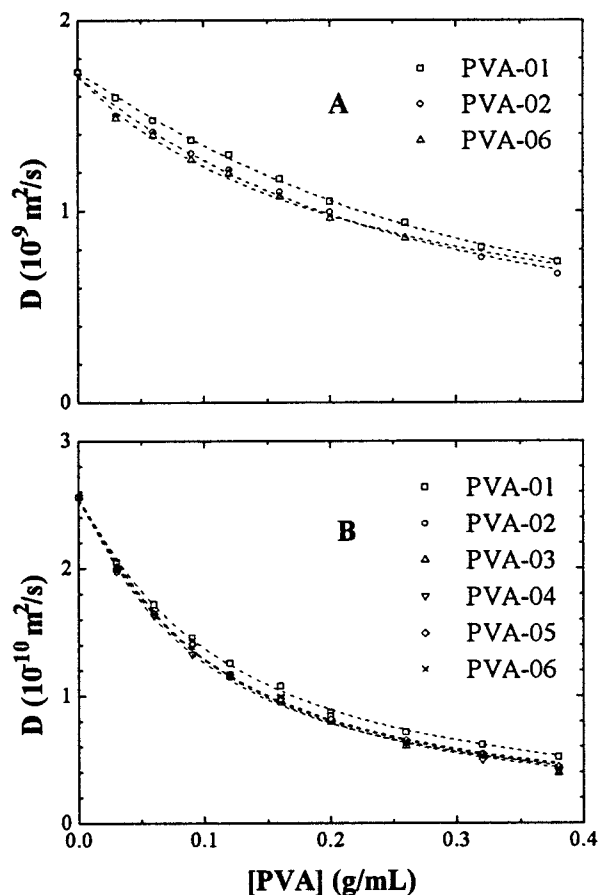 2
A
PVA-01
PVA-02
PVA-06
1
0
D (10⁻⁹ m²/s)
3
B
PVA-01
PVA-02
PVA-03
PVA-04
PVA-05
PVA-06
2
1
0
D (10⁻¹⁰ m²/s)
0.0 0.1 0.2 0.3 0.4
[PVA] (g/mL)